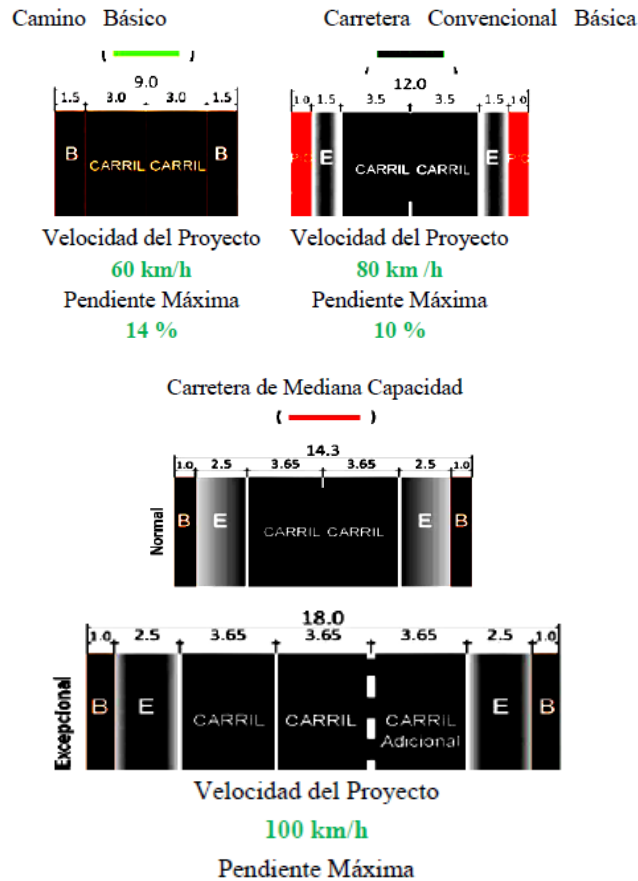 Camino Básico
Carretera Convencional Básica
9.0
1.5 3.0 3.0 1.5
B CARRIL CARRIL B
12.0
1.0 1.5 3.5 3.5 1.5 1.0
E CARRIL CARRIL E
Velocidad del Proyecto
60 km/h
Pendiente Máxima
14 %
Velocidad del Proyecto
80 km /h
Pendiente Máxima
10 %
Carretera de Mediana Capacidad
14.3
1.0 2.5 3.65 3.65 2.5 1.0
Normal
B E CARRIL CARRIL E B
18.0
1.0 2.5 3.65 3.65 3.65 2.5 1.0
Excepcional
B E CARRIL CARRIL CARRIL E B
Adicional
Velocidad del Proyecto
100 km/h
Pendiente Máxima